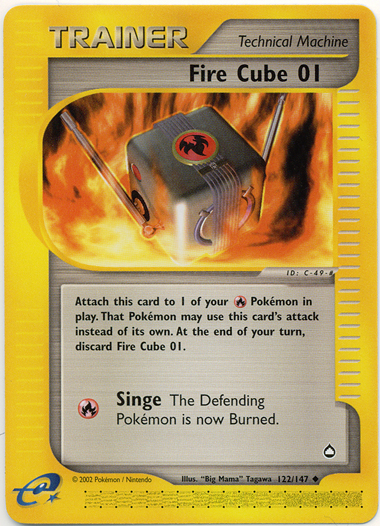 TRAINER
Technical Machine
Fire Cube 01
ID: C-49-#
Attach this card to 1 of your Pokémon in
play. That Pokémon may use this card's attack
instead of its own. At the end of your turn,
discard Fire Cube 01.
Singe The Defending
Pokémon is now Burned.
©2002 Pokémon / Nintendo
Illus. "Big Mama" Tagawa 122/147 ◆
e